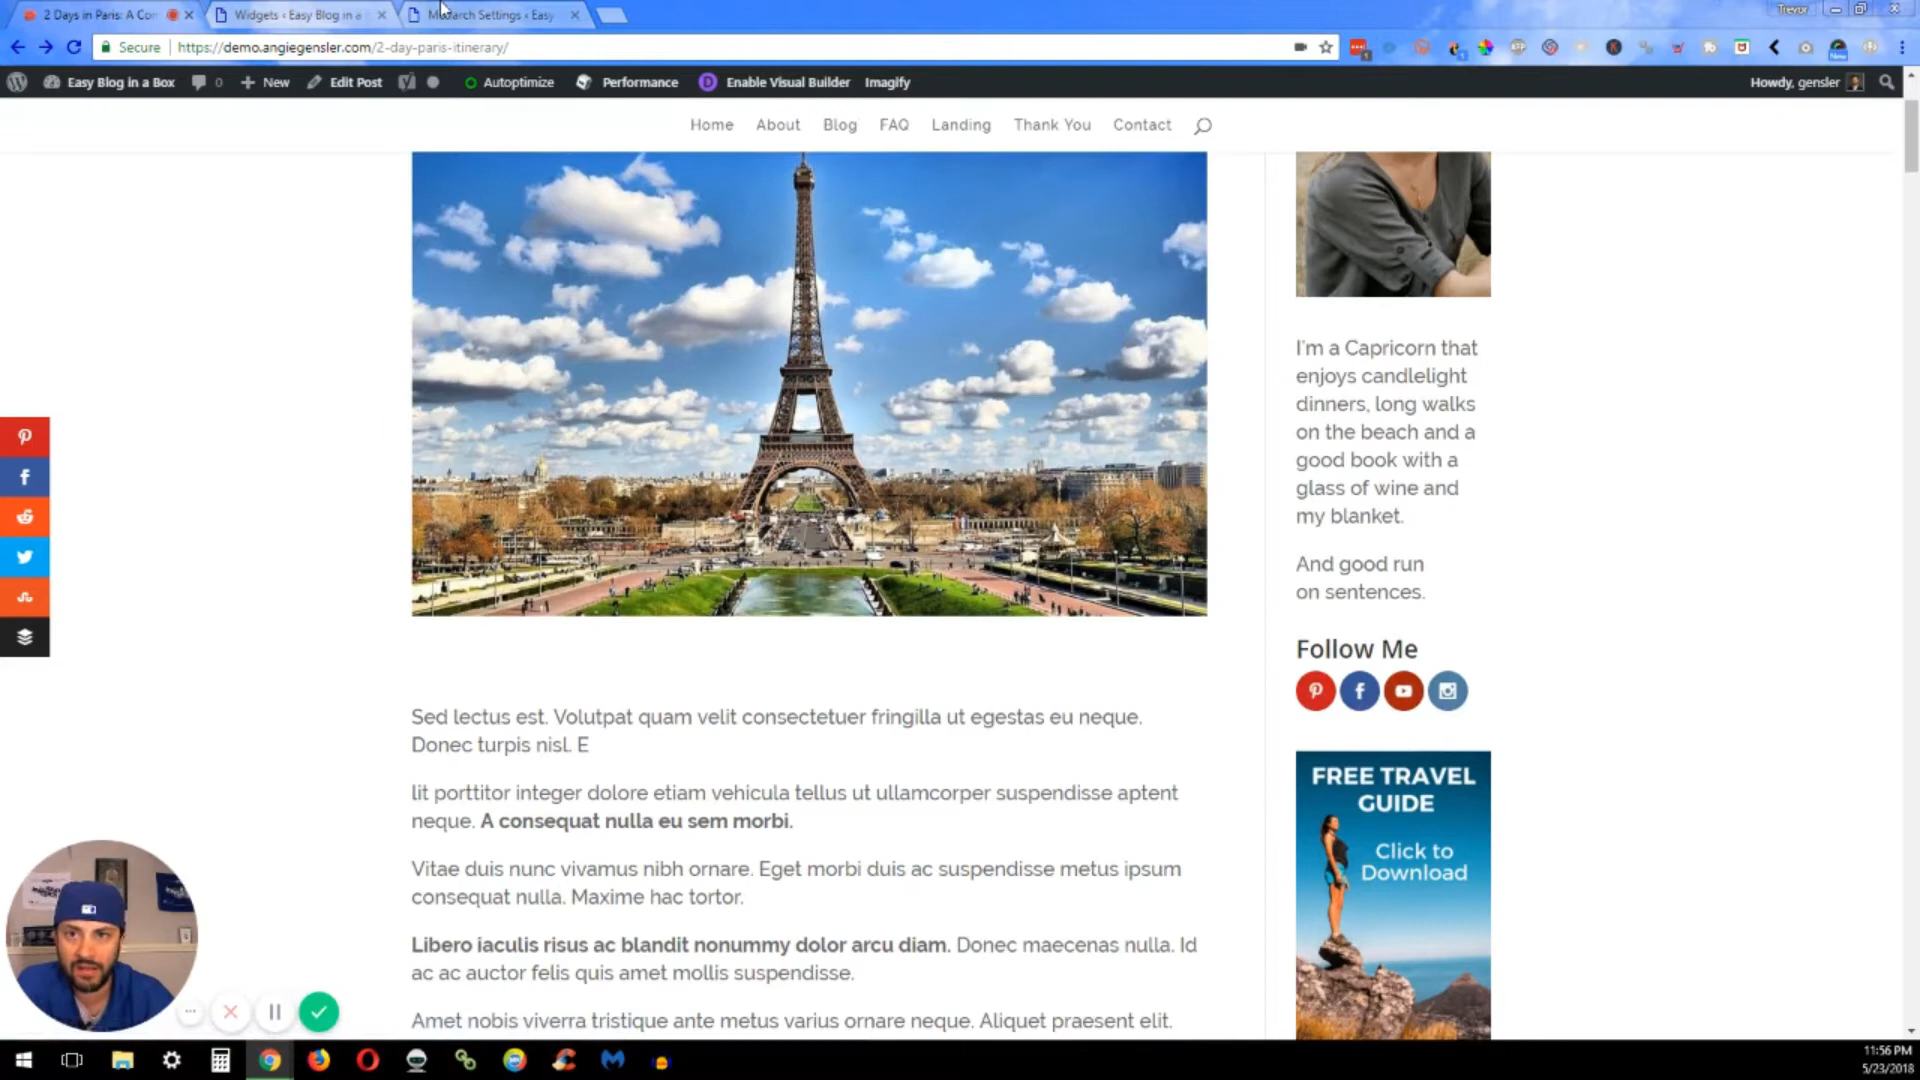 2 Days in Paris: A Con
Widgets ‹ Easy Blog in a
Settings ‹ Easy
Trevor
Secure
https://demo.angiegensler.com/2-day-paris-itinerary/
Easy Blog in a Box
0
New
Edit Post
Autoptimize
Performance
Enable Visual Builder
Imagify
Howdy, gensler
Home
About
Blog
FAQ
Landing
Thank You
Contact
I'm a Capricorn that
enjoys candlelight
dinners, long walks
on the beach and a
good book with a
glass of wine and
my blanket.
And good run
on sentences.
Follow Me
FREE TRAVEL
GUIDE
Click to
Download
Sed lectus est. Volutpat quam velit consectetuer fringilla ut egestas eu neque.
Donec turpis nisl. E
lit porttitor integer dolore etiam vehicula tellus ut ullamcorper suspendisse aptent
neque. A consequat nulla eu sem morbi.
Vitae duis nunc vivamus nibh ornare. Eget morbi duis ac suspendisse metus ipsum
consequat nulla. Maxime hac tortor.
Libero iaculis risus ac blandit nonummy dolor arcu diam. Donec maecenas nulla. Id
ac ac auctor felis quis amet mollis suspendisse.
Amet nobis viverra tristique ante metus varius ornare neque. Aliquet praesent elit.
11:56 PM
5/23/2018